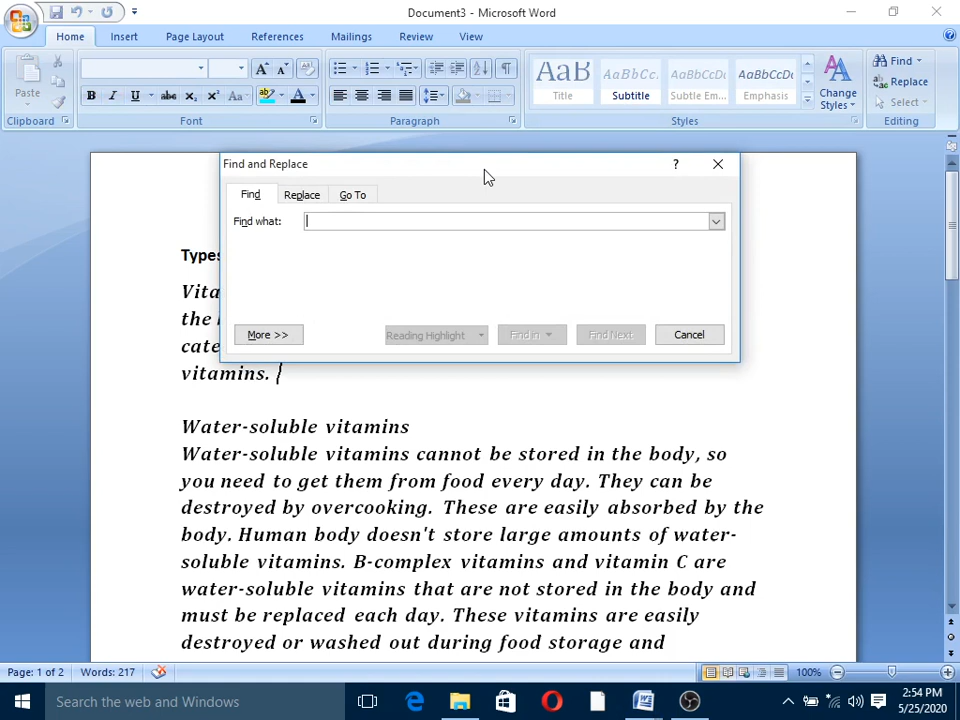 Document3 - Microsoft Word
Home Insert Page Layout References Mailings Review View
Paste
B I U abe x₂ x² Aa
Clipboard Font Paragraph Styles Editing
AaB AaBbCc. AaBbCcDc AaBbCcDc
Title Subtitle Subtle Em... Emphasis
Change
Styles
Find
Replace
Select
Find and Replace
Find Replace Go To
Find what:
More >> Reading Highlight Find in Find Next Cancel
Types
Vita
the
cate
vitamins.
Water-soluble vitamins
Water-soluble vitamins cannot be stored in the body, so
you need to get them from food every day. They can be
destroyed by overcooking. These are easily absorbed by the
body. Human body doesn't store large amounts of water-
soluble vitamins. B-complex vitamins and vitamin C are
water-soluble vitamins that are not stored in the body and
must be replaced each day. These vitamins are easily
destroyed or washed out during food storage and
Page: 1 of 2 Words: 217 100%
Search the web and Windows
2:54 PM
5/25/2020